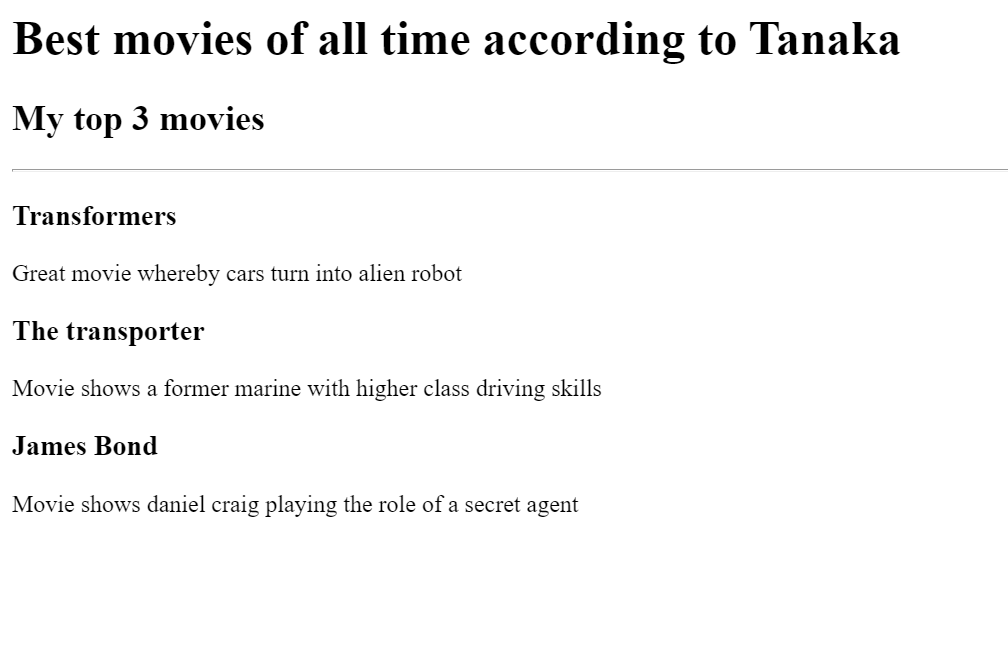 Best movies of all time according to Tanaka
My top 3 movies
Transformers
Great movie whereby cars turn into alien robot
The transporter
Movie shows a former marine with higher class driving skills
James Bond
Movie shows daniel craig playing the role of a secret agent